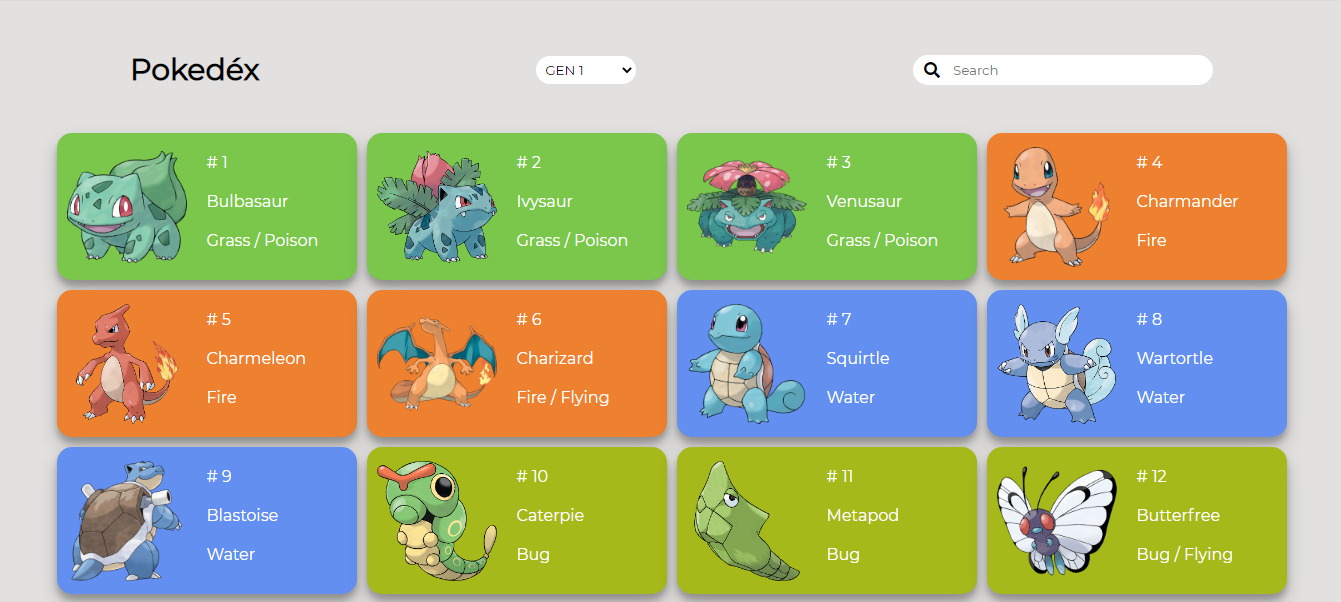 Pokedéx
GEN 1
Search
# 1
Bulbasaur
Grass / Poison
# 2
Ivysaur
Grass / Poison
# 3
Venusaur
Grass / Poison
# 4
Charmander
Fire
# 5
Charmeleon
Fire
# 6
Charizard
Fire / Flying
# 7
Squirtle
Water
# 8
Wartortle
Water
# 9
Blastoise
Water
# 10
Caterpie
Bug
# 11
Metapod
Bug
# 12
Butterfree
Bug / Flying